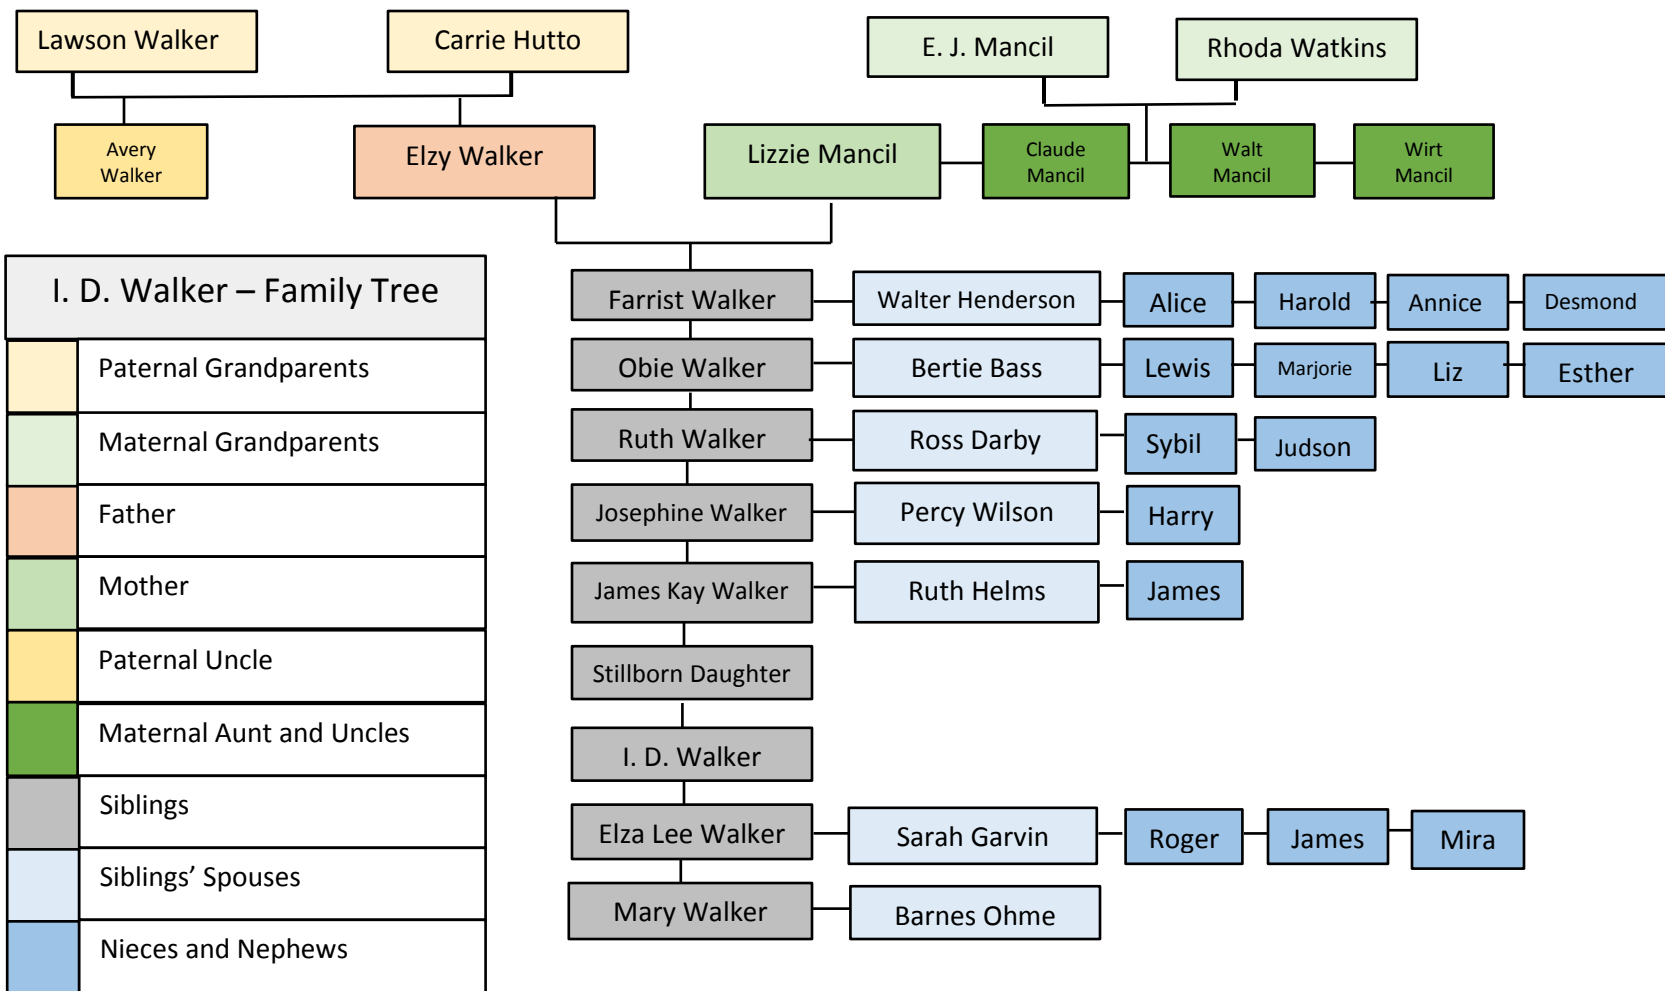 Lawson Walker
Carrie Hutto
E. J. Mancil
Rhoda Watkins
Avery
Walker
Elzy Walker
Lizzie Mancil
Claude
Mancil
Walt
Mancil
Wirt
Mancil
I. D. Walker – Family Tree
Paternal Grandparents
Maternal Grandparents
Father
Mother
Paternal Uncle
Maternal Aunt and Uncles
Siblings
Siblings’ Spouses
Nieces and Nephews
Farrist Walker
Walter Henderson
Alice
Harold
Annice
Desmond
Obie Walker
Bertie Bass
Lewis
Marjorie
Liz
Esther
Ruth Walker
Ross Darby
Sybil
Judson
Josephine Walker
Percy Wilson
Harry
James Kay Walker
Ruth Helms
James
Stillborn Daughter
I. D. Walker
Elza Lee Walker
Sarah Garvin
Roger
James
Mira
Mary Walker
Barnes Ohme